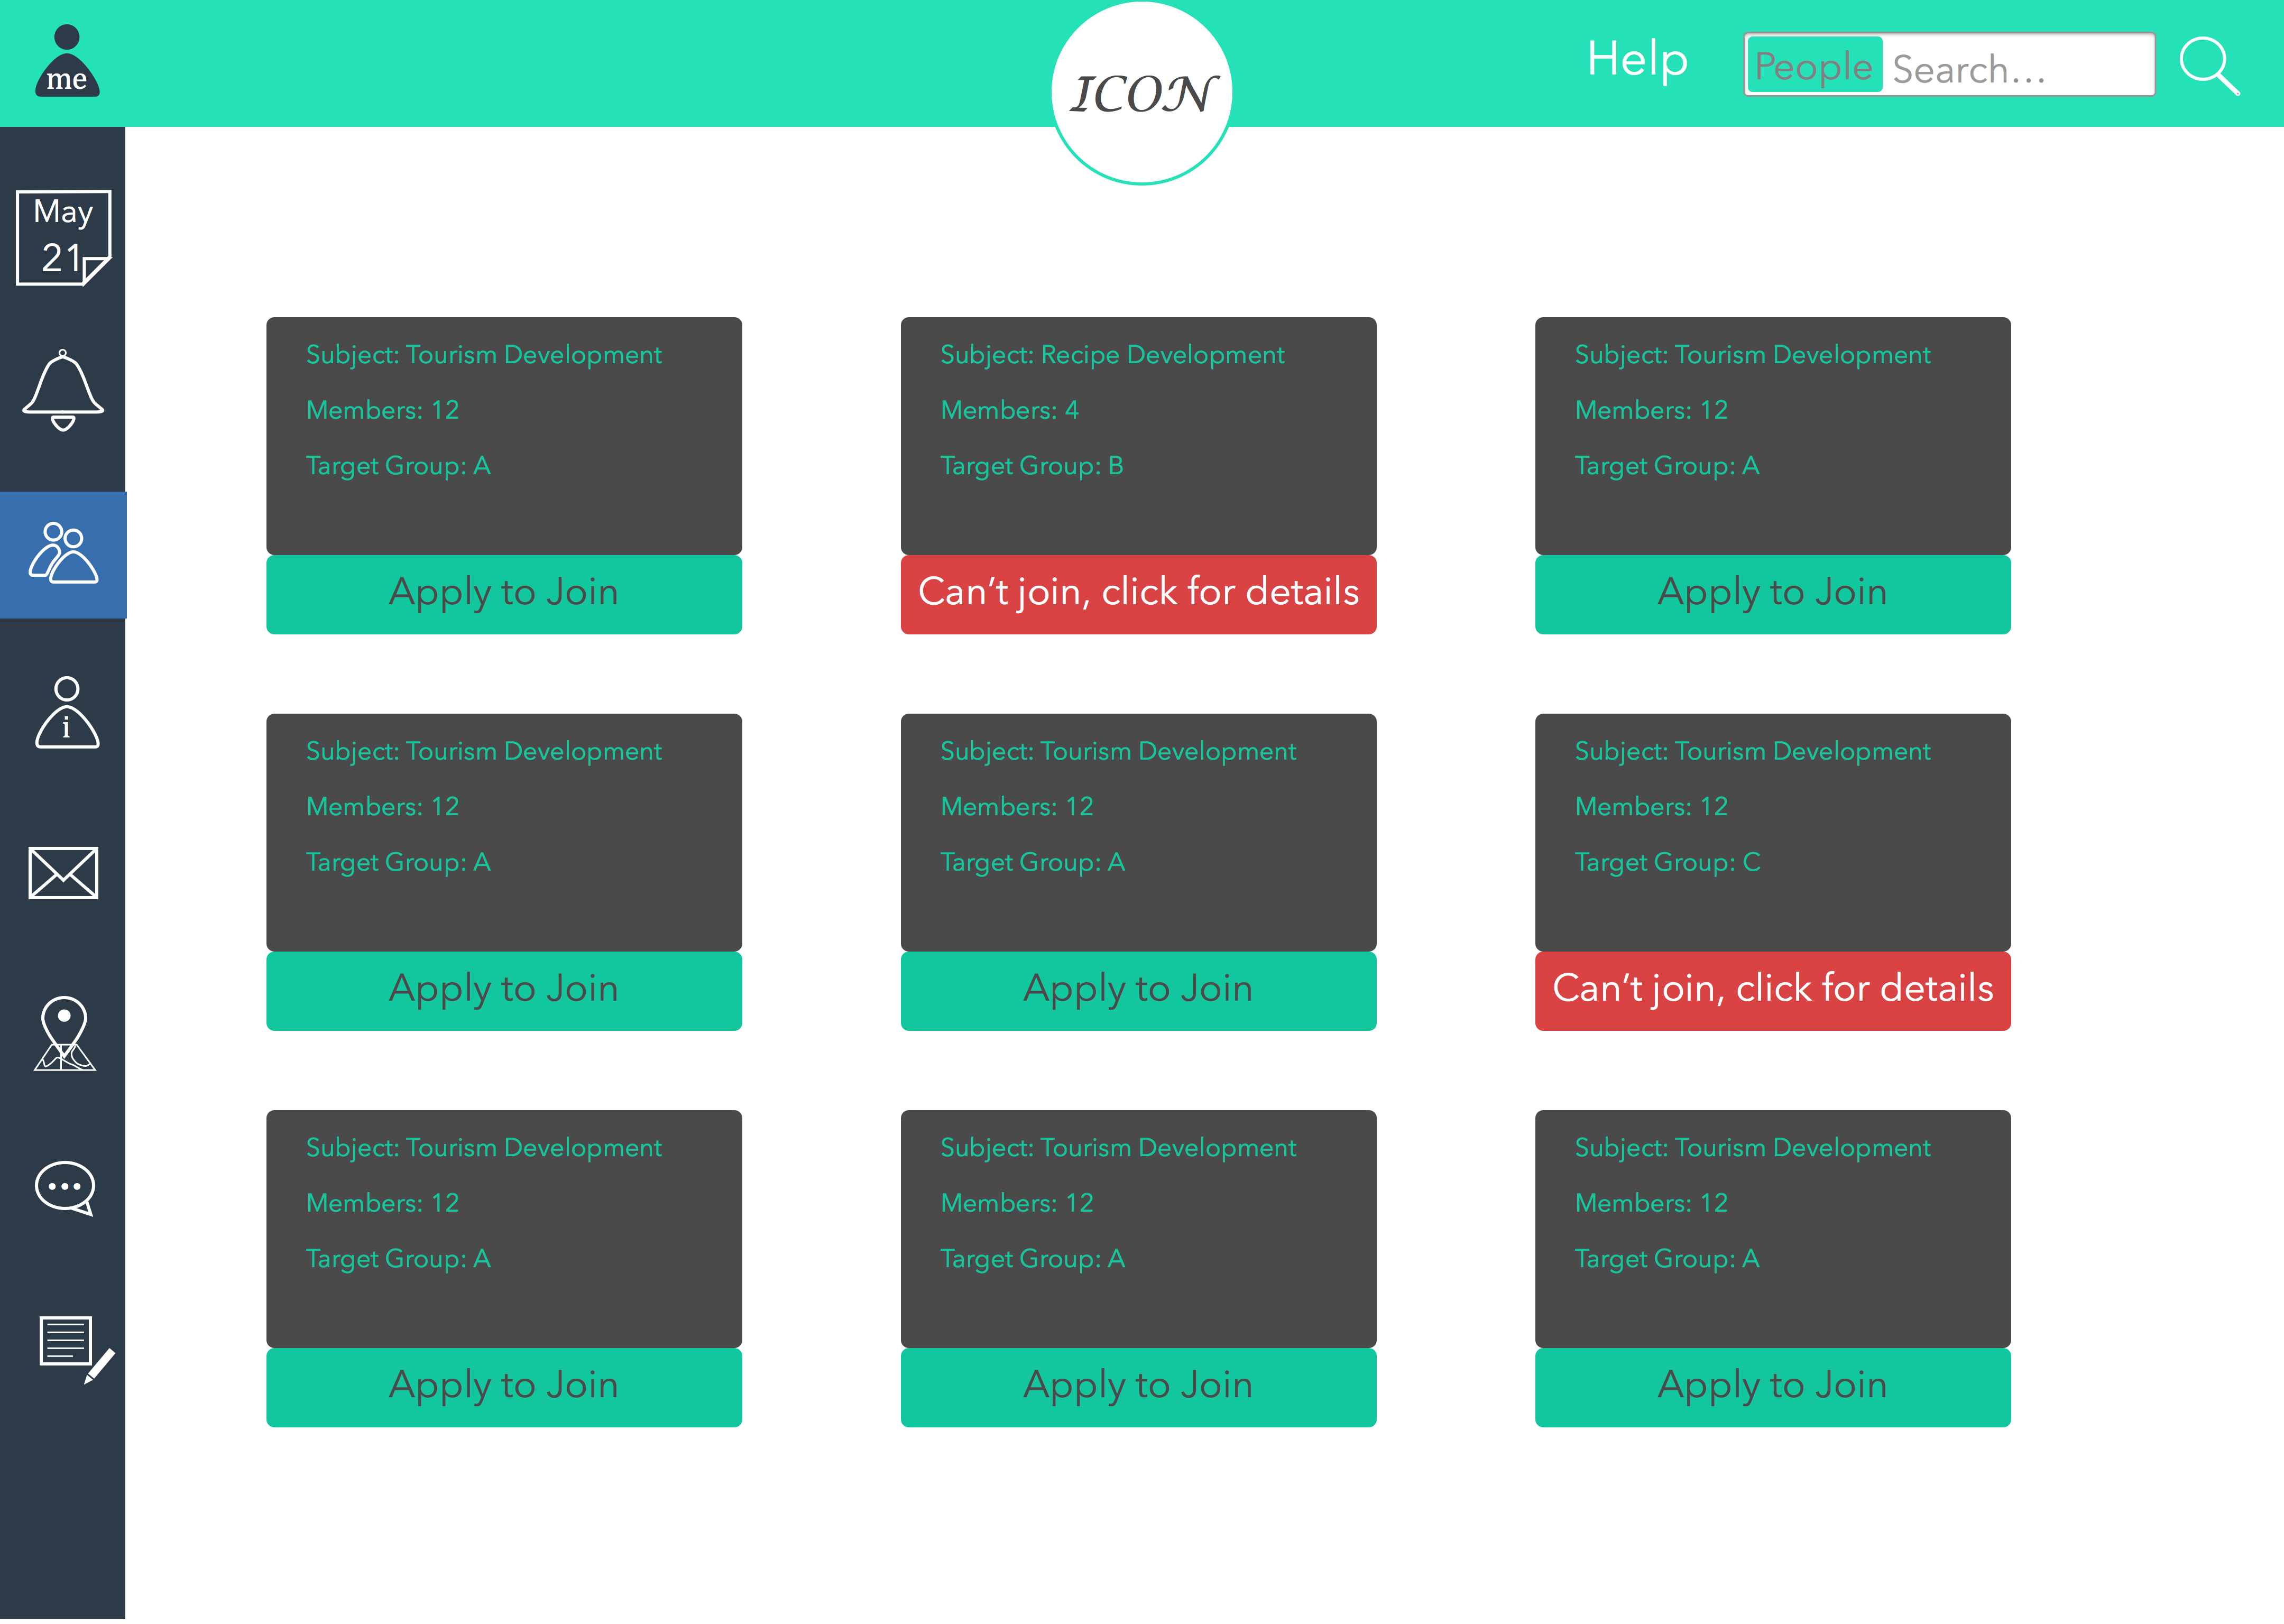 me
ICON
Help
People Search...
May
21
Subject: Tourism Development
Members: 12
Target Group: A
Apply to Join
Subject: Recipe Development
Members: 4
Target Group: B
Can’t join, click for details
Subject: Tourism Development
Members: 12
Target Group: A
Apply to Join
i
Subject: Tourism Development
Members: 12
Target Group: A
Apply to Join
Subject: Tourism Development
Members: 12
Target Group: A
Apply to Join
Subject: Tourism Development
Members: 12
Target Group: C
Can’t join, click for details
Subject: Tourism Development
Members: 12
Target Group: A
Apply to Join
Subject: Tourism Development
Members: 12
Target Group: A
Apply to Join
Subject: Tourism Development
Members: 12
Target Group: A
Apply to Join